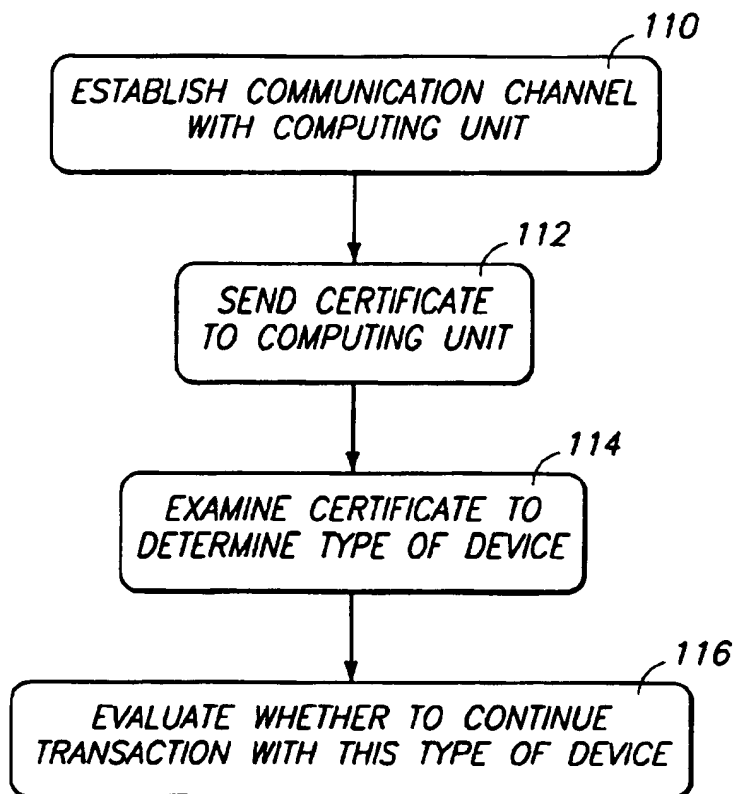 110
ESTABLISH COMMUNICATION CHANNEL
WITH COMPUTING UNIT
112
SEND CERTIFICATE
TO COMPUTING UNIT
114
EXAMINE CERTIFICATE TO
DETERMINE TYPE OF DEVICE
116
EVALUATE WHETHER TO CONTINUE
TRANSACTION WITH THIS TYPE OF DEVICE